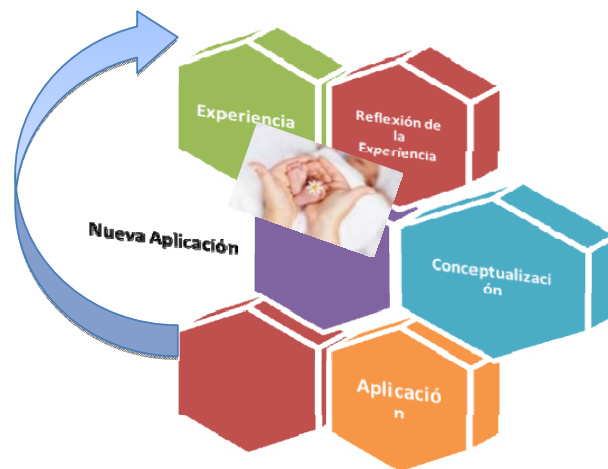 Experiencia
Reflexión de
la
Experiencia
Nueva Aplicación
Conceptualizaci
ón
Aplicació
n